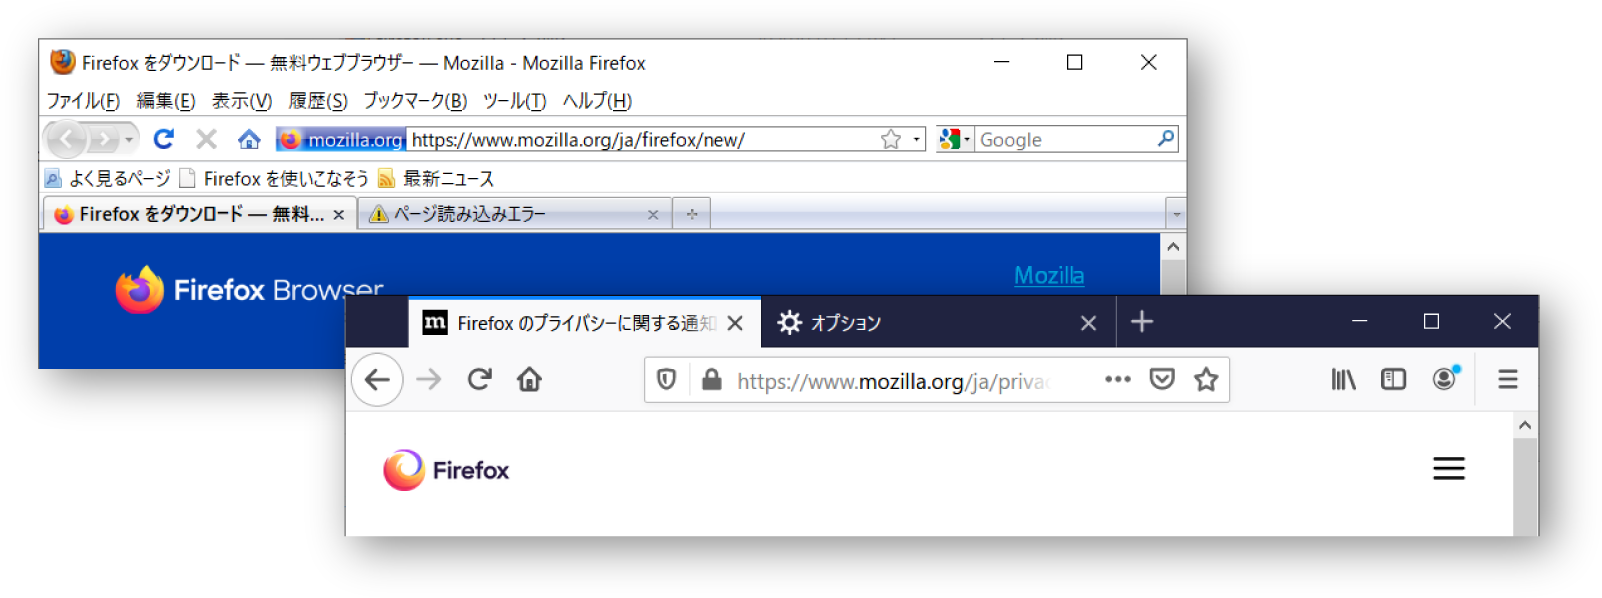 Firefox をダウンロード — 無料ウェブブラウザー — Mozilla - Mozilla Firefox
ファイル(F) 編集(E) 表示(V) 履歴(S) ブックマーク(B) ツール(T) ヘルプ(H)
mozilla.org https://www.mozilla.org/ja/firefox/new/ Google
よく見るページ Firefox を使いこなそう 最新ニュース
Firefox をダウンロード — 無料... ページ読み込みエラー
Firefox Browser Mozilla
Firefox のプライバシーに関する通知 オプション
https://www.mozilla.org/ja/privac
Firefox